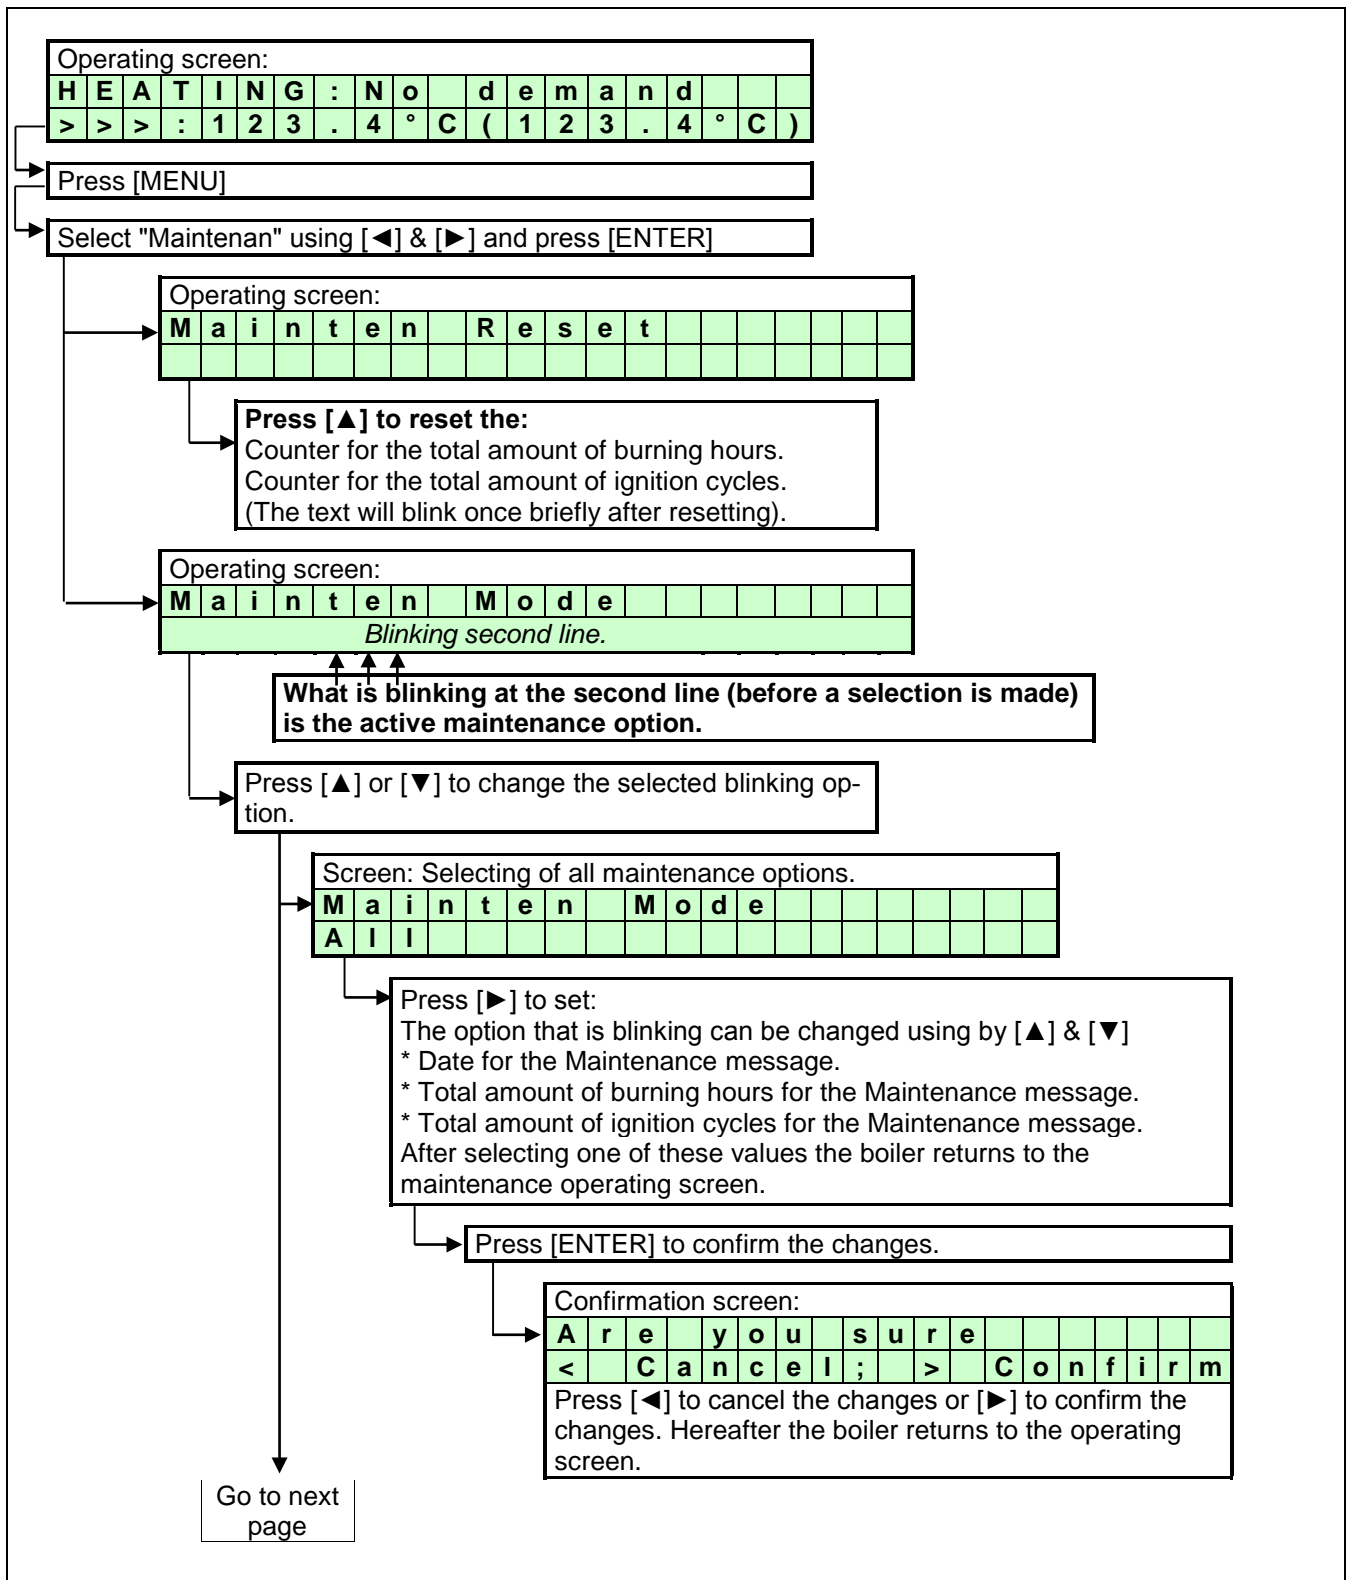 Operating screen:
HEATING:No demand
>>>:123.4°C(123.4°C)
Press [MENU]
Select "Maintenan" using [◄] & [►] and press [ENTER]
Operating screen:
Mainten Reset
Press [▲] to reset the:
Counter for the total amount of burning hours.
Counter for the total amount of ignition cycles.
(The text will blink once briefly after resetting).
Operating screen:
Mainten Mode
Blinking second line.
What is blinking at the second line (before a selection is made)
is the active maintenance option.
Press [▲] or [▼] to change the selected blinking op-
tion.
Screen: Selecting of all maintenance options.
Mainten Mode
All
Press [►] to set:
The option that is blinking can be changed using by [▲] & [▼]
* Date for the Maintenance message.
* Total amount of burning hours for the Maintenance message.
* Total amount of ignition cycles for the Maintenance message.
After selecting one of these values the boiler returns to the
maintenance operating screen.
Press [ENTER] to confirm the changes.
Confirmation screen:
Are you sure
< Cancel; > Confirm
Press [◄] to cancel the changes or [►] to confirm the
changes. Hereafter the boiler returns to the operating
screen.
Go to next
page